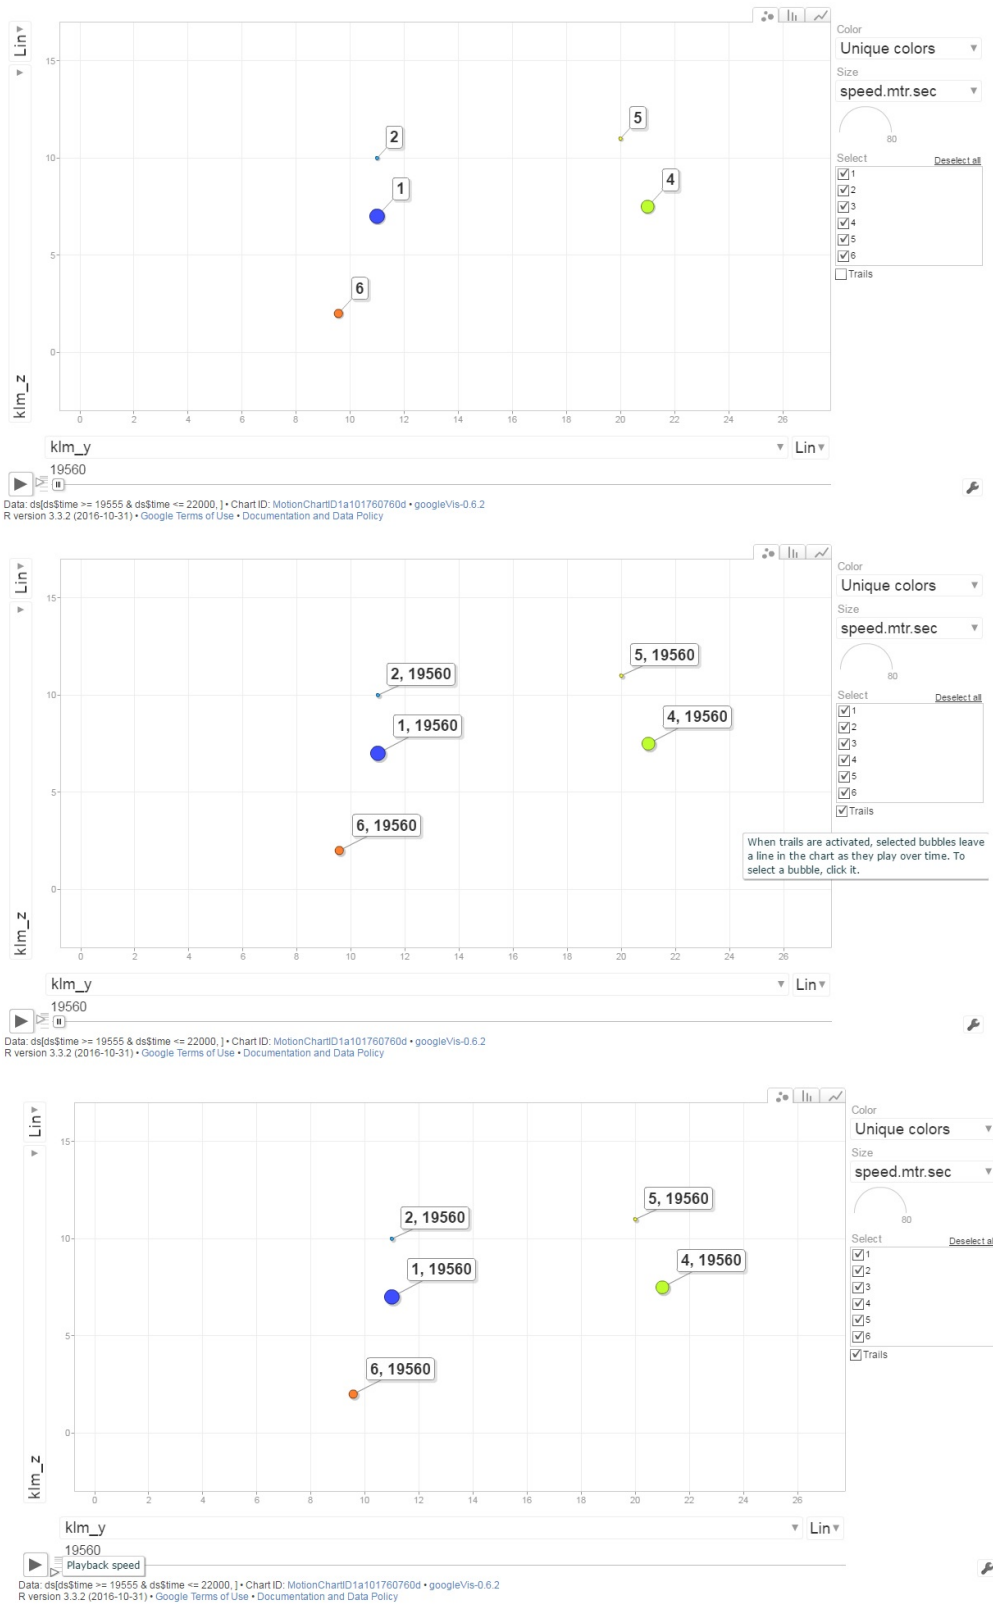 Color
Lin
Unique colors
Size
speed.mtr.sec
80
Select Deselect all
1
2
3
4
5
6
Trails
15
10
5
0
2
5
1
4
6
klm_z
0 2 4 6 8 10 12 14 16 18 20 22 24 26
klm_y Lin
19560
Data: ds[ds$time >= 19555 & ds$time <= 22000, ] • Chart ID: MotionChartID1a101760760d • googleVis-0.6.2
R version 3.3.2 (2016-10-31) • Google Terms of Use • Documentation and Data Policy
Color
Lin
Unique colors
Size
speed.mtr.sec
80
Select Deselect all
1
2
3
4
5
6
Trails
When trails are activated, selected bubbles leave
a line in the chart as they play over time. To
select a bubble, click it.
15
10
5
0
5, 19560
2, 19560
4, 19560
1, 19560
6, 19560
klm_z
0 2 4 6 8 10 12 14 16 18 20 22 24 26
klm_y Lin
19560
Data: ds[ds$time >= 19555 & ds$time <= 22000, ] • Chart ID: MotionChartID1a101760760d • googleVis-0.6.2
R version 3.3.2 (2016-10-31) • Google Terms of Use • Documentation and Data Policy
Color
Lin
Unique colors
Size
speed.mtr.sec
80
Select Deselect al
1
2
3
4
5
6
Trails
15
10
5
0
5, 19560
2, 19560
4, 19560
1, 19560
6, 19560
klm_z
0 2 4 6 8 10 12 14 16 18 20 22 24 26
klm_y Lin
19560
Playback speed
Data: ds[ds$time >= 19555 & ds$time <= 22000, ] • Chart ID: MotionChartID1a101760760d • googleVis-0.6.2
R version 3.3.2 (2016-10-31) • Google Terms of Use • Documentation and Data Policy